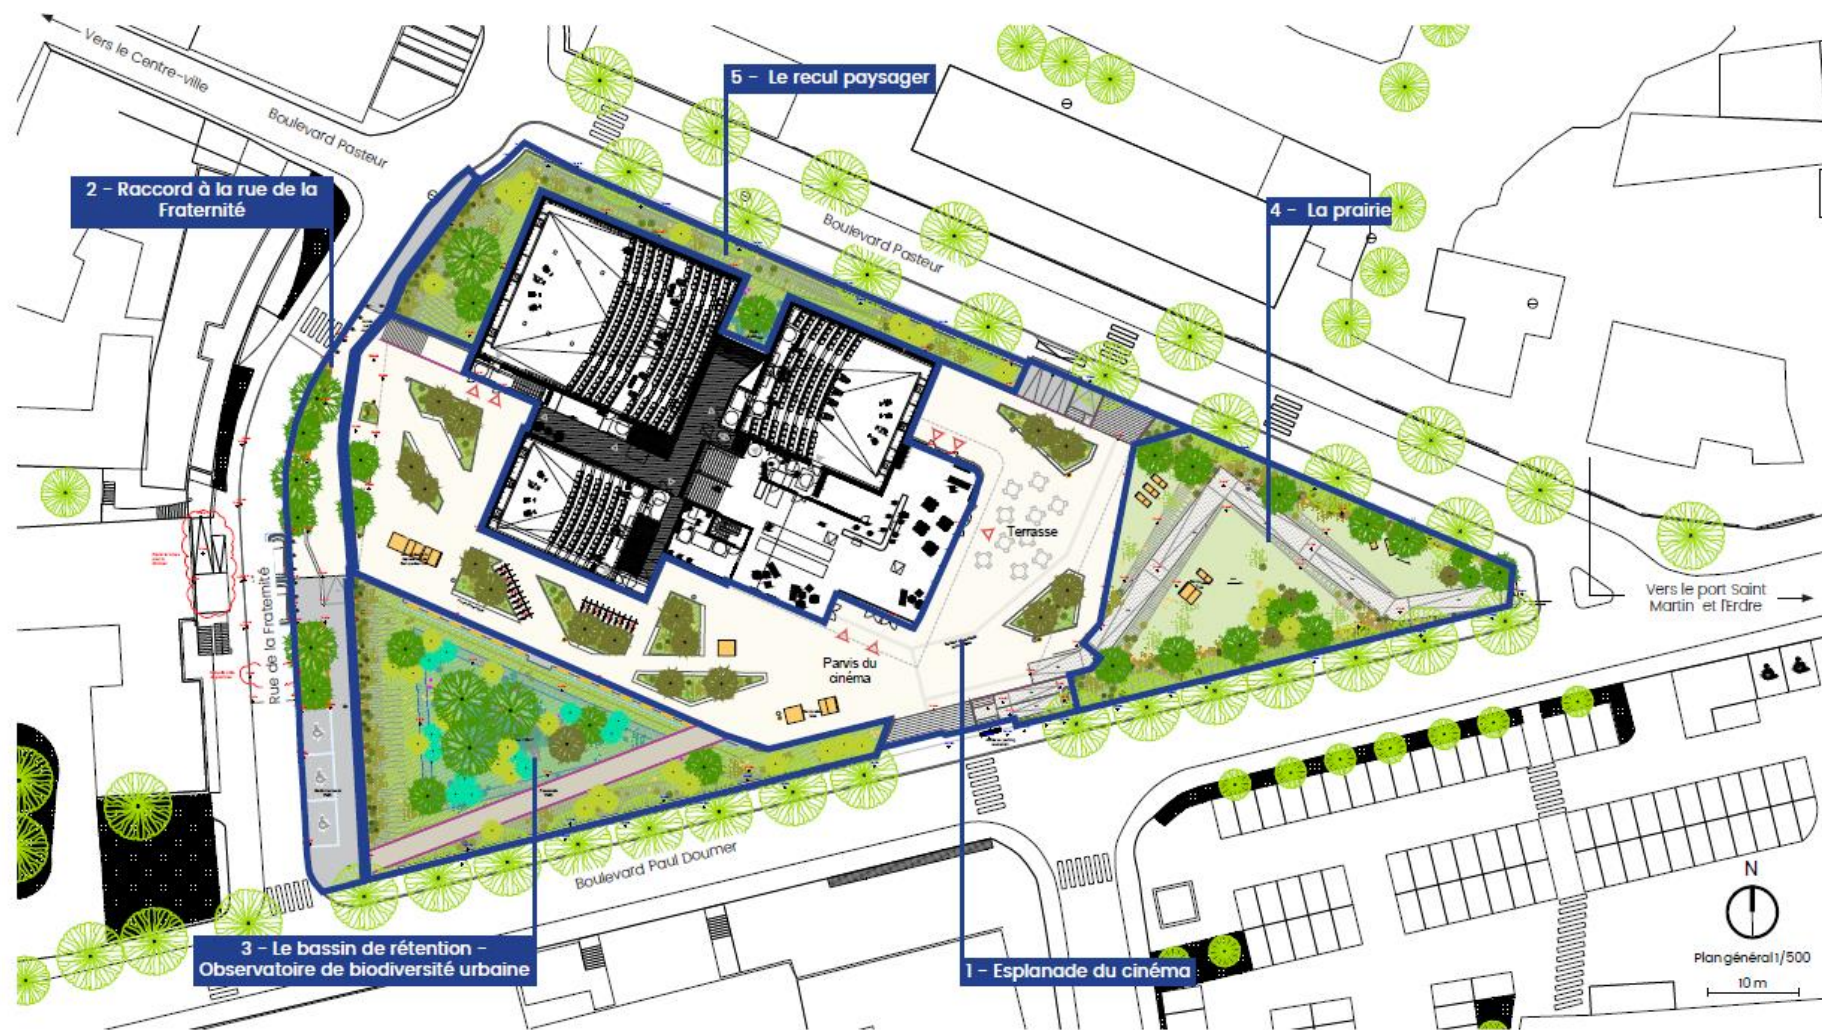 Vers le Centre-ville
Boulevard Pasteur
5 - Le recul paysager
2 - Raccord à la rue de la
Fraternité
4 - La prairie
Boulevard Pasteur
Terrasse
Rue de la Fraternité
Vers le port Saint
Martin et l'Erdre
Parvis du
cinéma
Boulevard Paul Doumer
3 - Le bassin de rétention -
Observatoire de biodiversité urbaine
1 - Esplanade du cinéma
N
Plan général 1/500
10 m